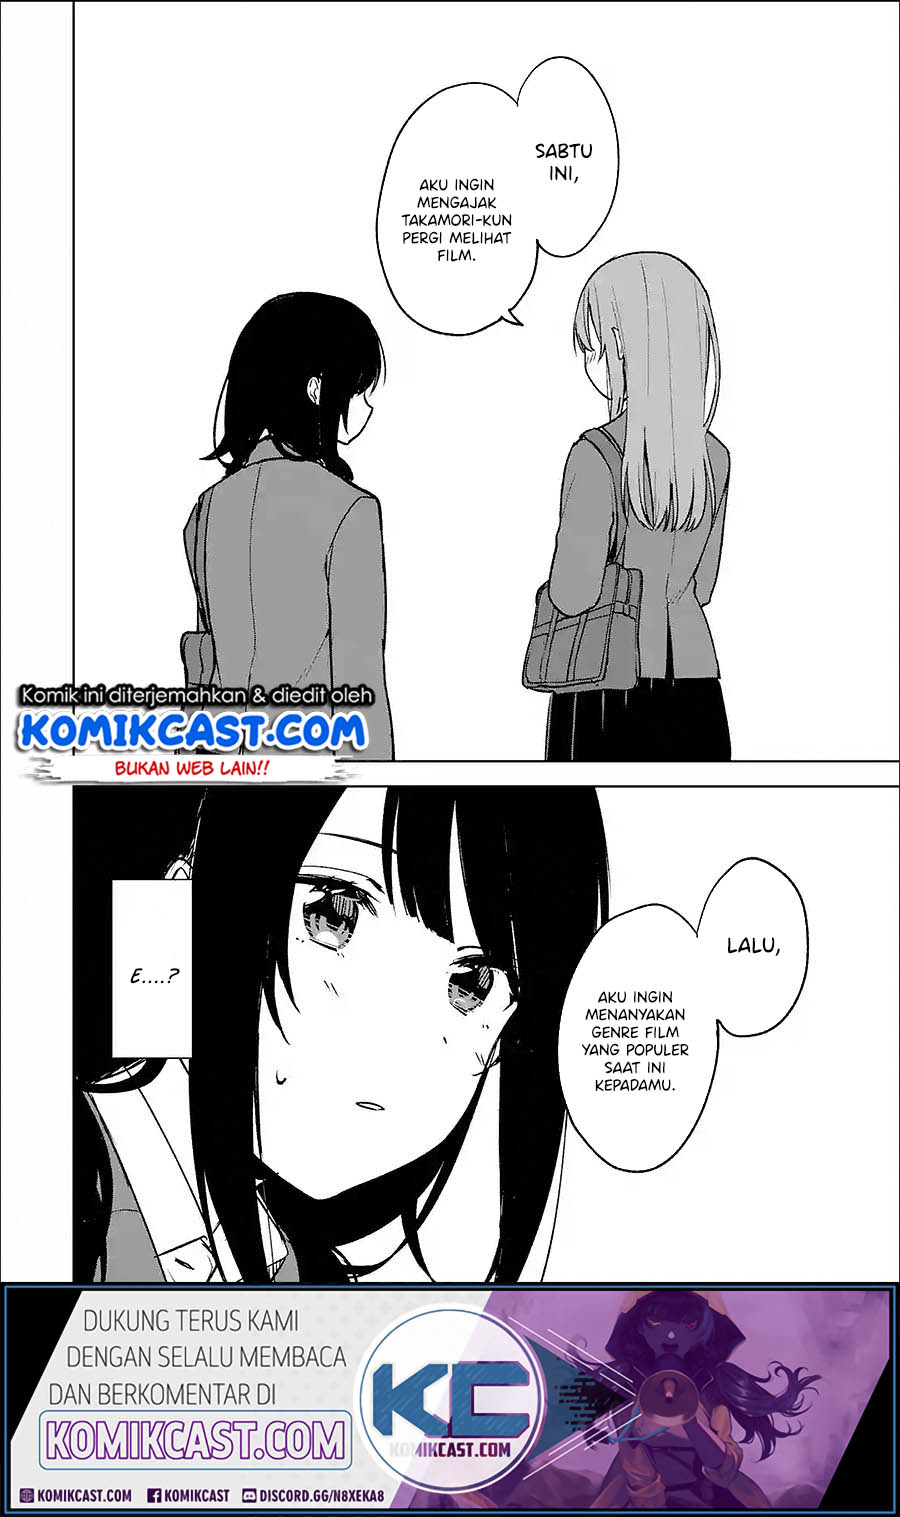 SABTU
INI,
AKU INGIN
MENGAJAK
TAKAMORI-KUN
PERGI MELIHAT
FILM.
Komik ini diterjemahkan & diedit oleh
KOMIKCAST.COM
BUKAN WEB LAIN!!
LALU,
AKU INGIN
MENANYAKAN
GENRE FILM
YANG POPULER
SAAT INI
KEPADAMU.
E....?
DUKUNG TERUS KAMI
DENGAN SELALU MEMBACA
DAN BERKOMENTAR DI
KOMIKCAST.COM
KC
KOMIKCAST.COM
KOMIKCAST.COM
KOMIKCAST
DISCORD.GG/N8XEKA8